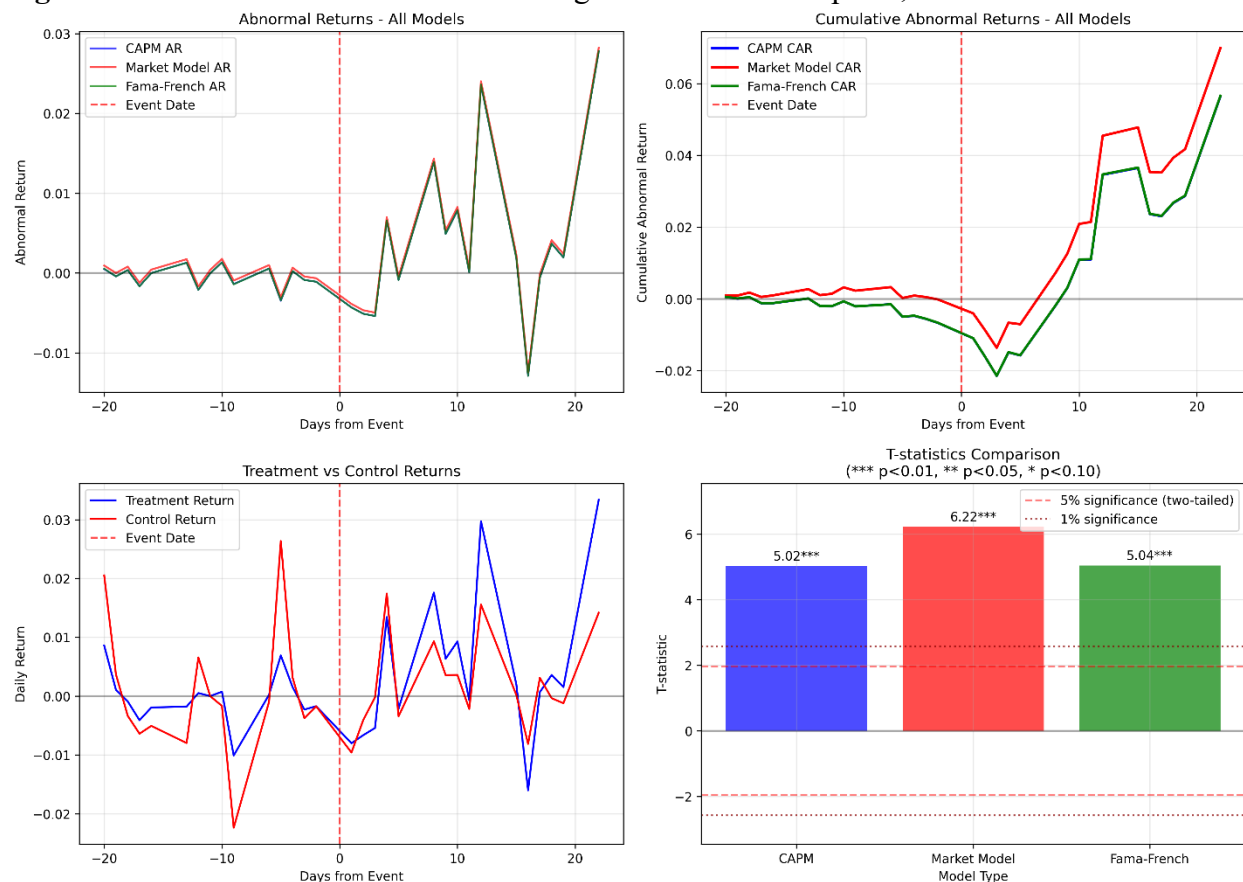 Abnormal Returns - All Models
0.03
0.02
0.01
0.00
−0.01
Abnormal Return
CAPM AR
Market Model AR
Fama-French AR
Event Date
−20
−10
0
10
20
Days from Event
Cumulative Abnormal Returns - All Models
0.06
0.04
0.02
0.00
−0.02
Cumulative Abnormal Return
CAPM CAR
Market Model CAR
Fama-French CAR
Event Date
−20
−10
0
10
20
Days from Event
Treatment vs Control Returns
0.03
0.02
0.01
0.00
−0.01
−0.02
Daily Return
Treatment Return
Control Return
Event Date
−20
−10
0
10
20
Days from Event
T-statistics Comparison
(*** p<0.01, ** p<0.05, * p<0.10)
6
4
2
0
−2
T-statistic
5% significance (two-tailed)
1% significance
5.02***
6.22***
5.04***
CAPM
Market Model
Fama-French
Model Type